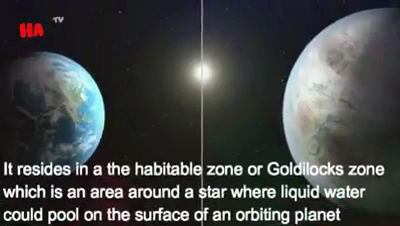 HA TV
It resides in a the habitable zone or Goldilocks zone
which is an area around a star where liquid water
could pool on the surface of an orbiting planet